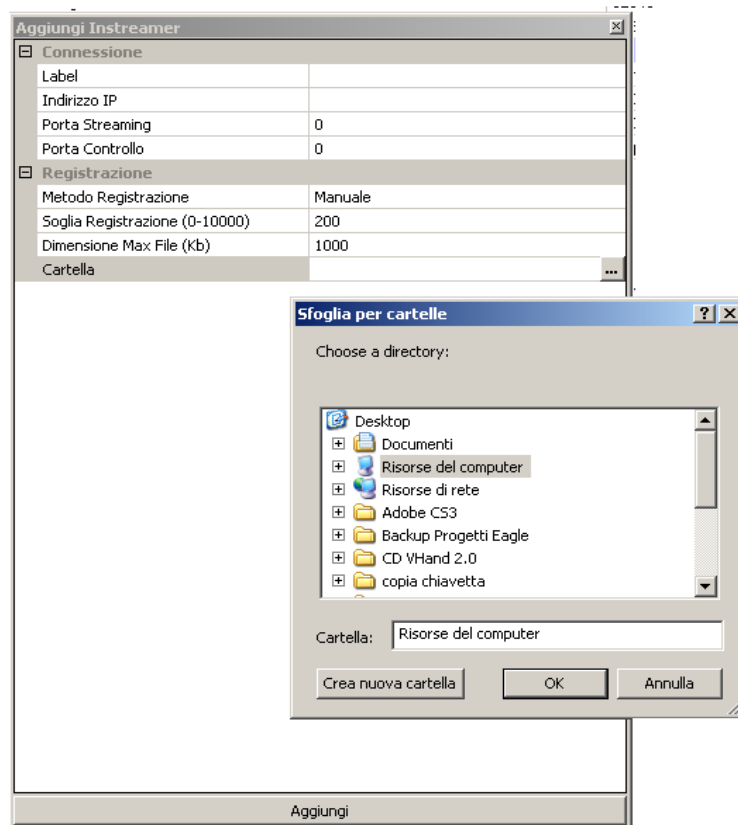 Aggiungi Instreamer
Connessione
Label
Indirizzo IP
Porta Streaming 0
Porta Controllo 0
Registrazione
Metodo Registrazione Manuale
Soglia Registrazione (0-10000) 200
Dimensione Max File (Kb) 1000
Cartella ...
Sfoglia per cartelle
Choose a directory:
Desktop
Documenti
Risorse del computer
Risorse di rete
Adobe CS3
Backup Progetti Eagle
CD VHand 2.0
copia chiavetta
Cartella: Risorse del computer
Crea nuova cartella OK Annulla
Aggiungi